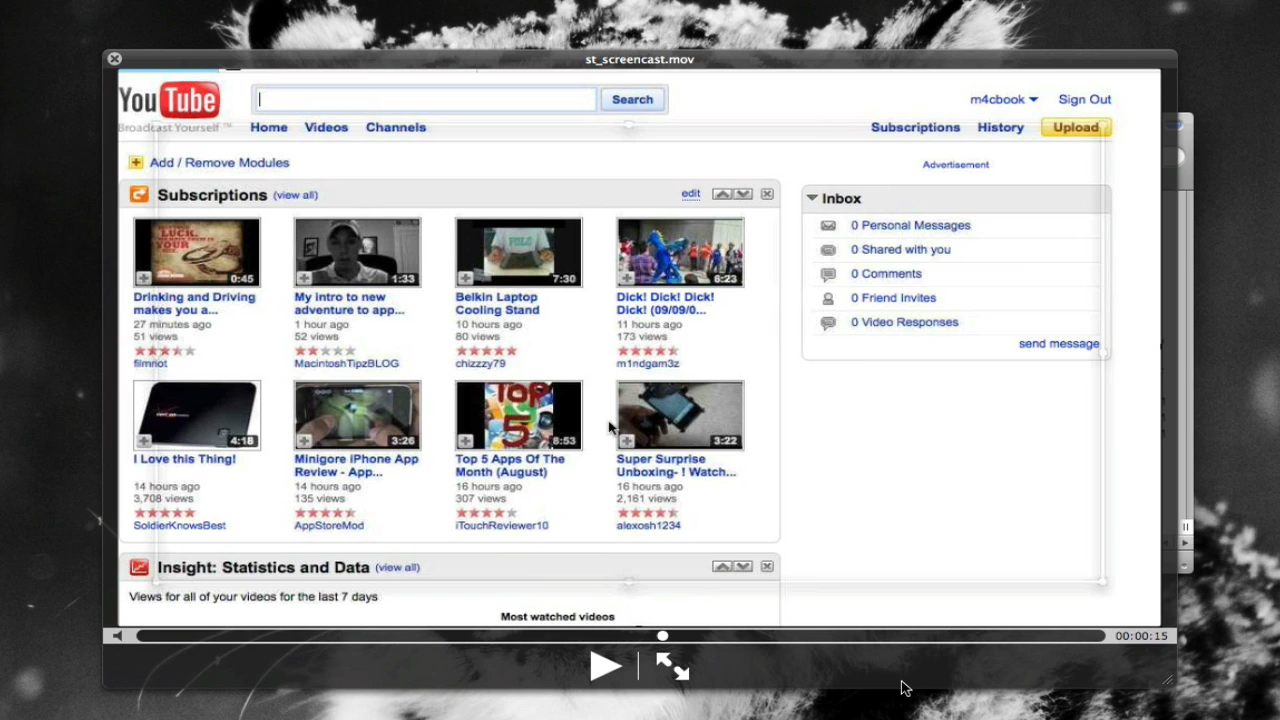 st_screencast.mov
YouTube
Broadcast Yourself™
Search
m4cbook
Sign Out
Home Videos Channels
Subscriptions History Upload
Add / Remove Modules
Advertisement
Subscriptions (view all)
edit
Inbox
0 Personal Messages
0 Shared with you
0 Comments
0 Friend Invites
0 Video Responses
send message
LUCK.
0:45
1:33
7:30
6:23
Drinking and Driving
makes you a...
27 minutes ago
51 views
filmriot
My intro to new
adventure to app...
1 hour ago
52 views
MacintoshTipzBLOG
Belkin Laptop
Cooling Stand
10 hours ago
80 views
chizzzy79
Dick! Dick! Dick!
Dick! (09/09/0...
11 hours ago
173 views
m1ndgam3z
4:18
3:26
TOP
5
8:53
3:22
I Love this Thing!
14 hours ago
3,708 views
SoldierKnowsBest
Minigore iPhone App
Review - App...
14 hours ago
135 views
AppStoreMod
Top 5 Apps Of The
Month (August)
16 hours ago
307 views
iTouchReviewer10
Super Surprise
Unboxing- ! Watch...
16 hours ago
2,161 views
alexosh1234
Insight: Statistics and Data (view all)
Views for all of your videos for the last 7 days
Most watched videos
00:00:15